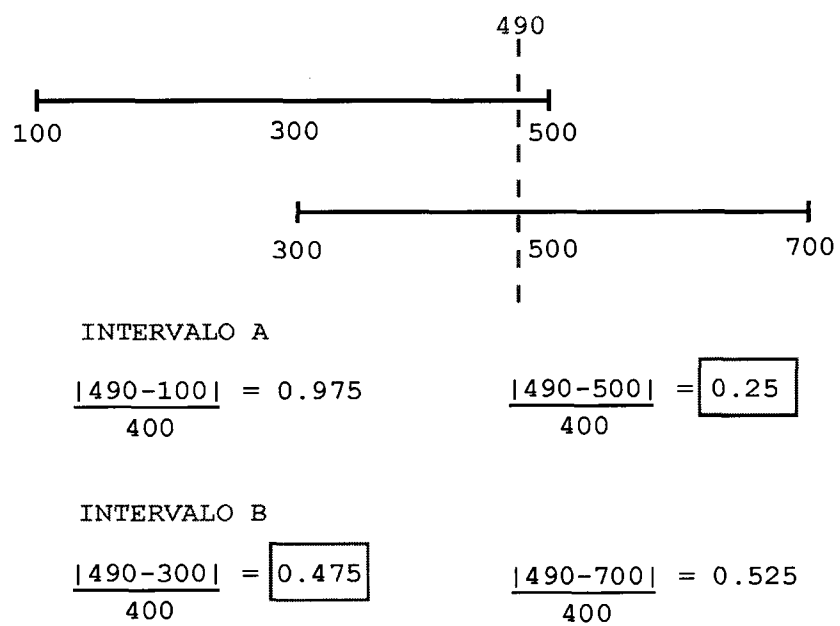 490
100 300 500
300 500 700
INTERVALO A
|490-100| = 0.975 |490-500| = 0.25
400 400
INTERVALO B
|490-300| = 0.475 |490-700| = 0.525
400 400